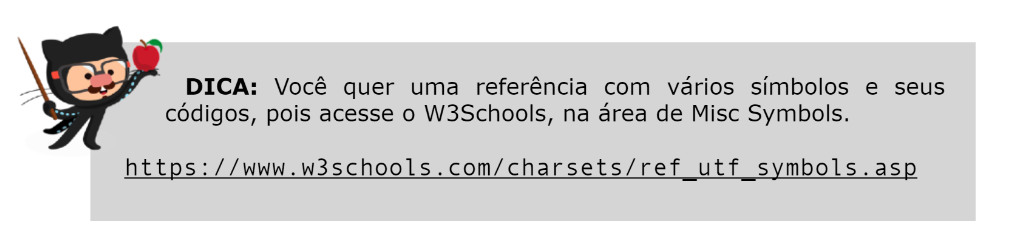 DICA: Você quer uma referência com vários símbolos e seus
códigos, pois acesse o W3Schools, na área de Misc Symbols.
https://www.w3schools.com/charsets/ref_utf_symbols.asp